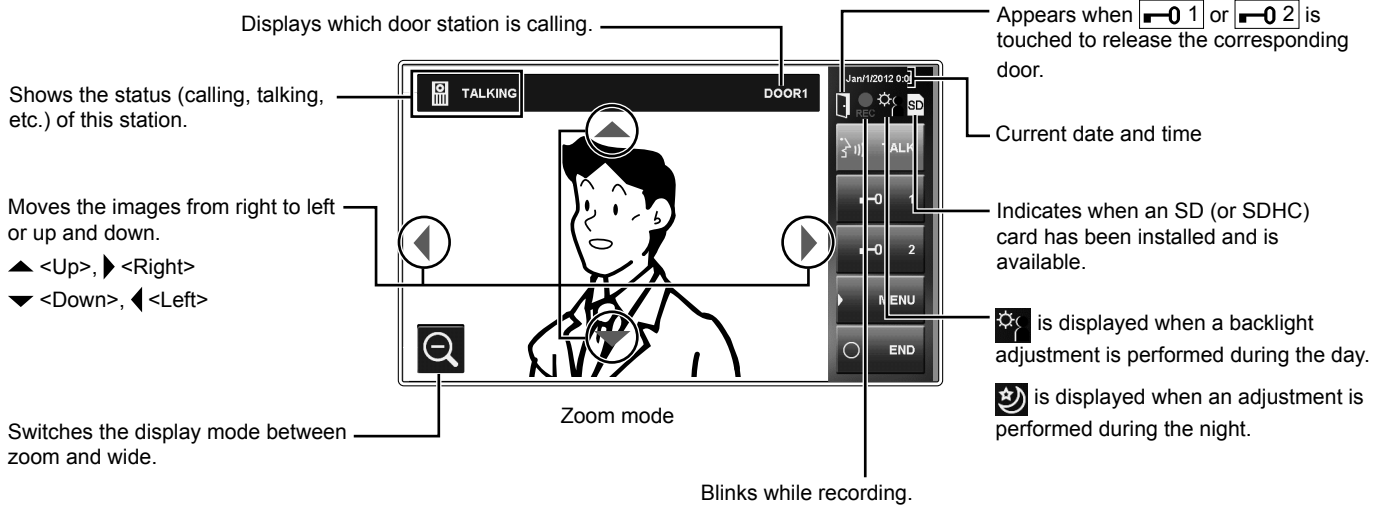 Displays which door station is calling.
Appears when 1 or 2 is
touched to release the corresponding
door.
Shows the status (calling, talking,
etc.) of this station.
TALKING
DOOR1
Jan/1/2012 0:0
REC
SD
Current date and time
TALK
1
2
MENU
END
Moves the images from right to left
or up and down.
▲ <Up>, ▶ <Right>
▼ <Down>, ◀ <Left>
Indicates when an SD (or SDHC)
card has been installed and is
available.
is displayed when a backlight
adjustment is performed during the day.
is displayed when an adjustment is
performed during the night.
Zoom mode
Switches the display mode between
zoom and wide.
Blinks while recording.